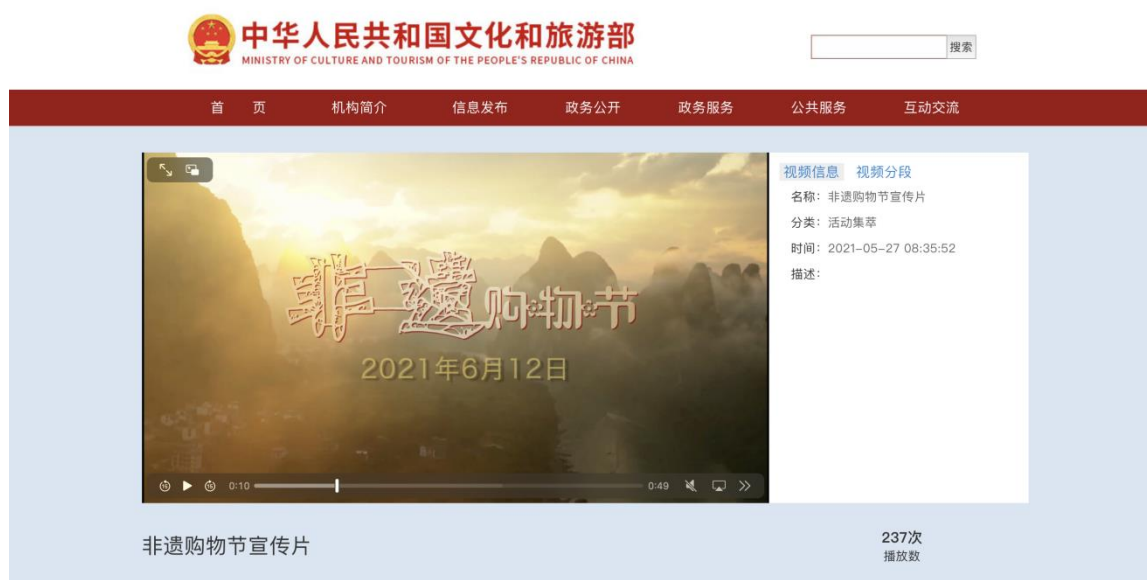 中华人民共和国文化和旅游部
MINISTRY OF CULTURE AND TOURISM OF THE PEOPLE'S REPUBLIC OF CHINA
搜索
首 页 机构简介 信息发布 政务公开 政务服务 公共服务 互动交流
视频信息 视频分段
名称：非遗购物节宣传片
分类：活动集萃
时间：2021-05-27 08:35:52
描述：
非遗购物节
2021年6月12日
15 15 0:10 0:49
非遗购物节宣传片
237次
播放数